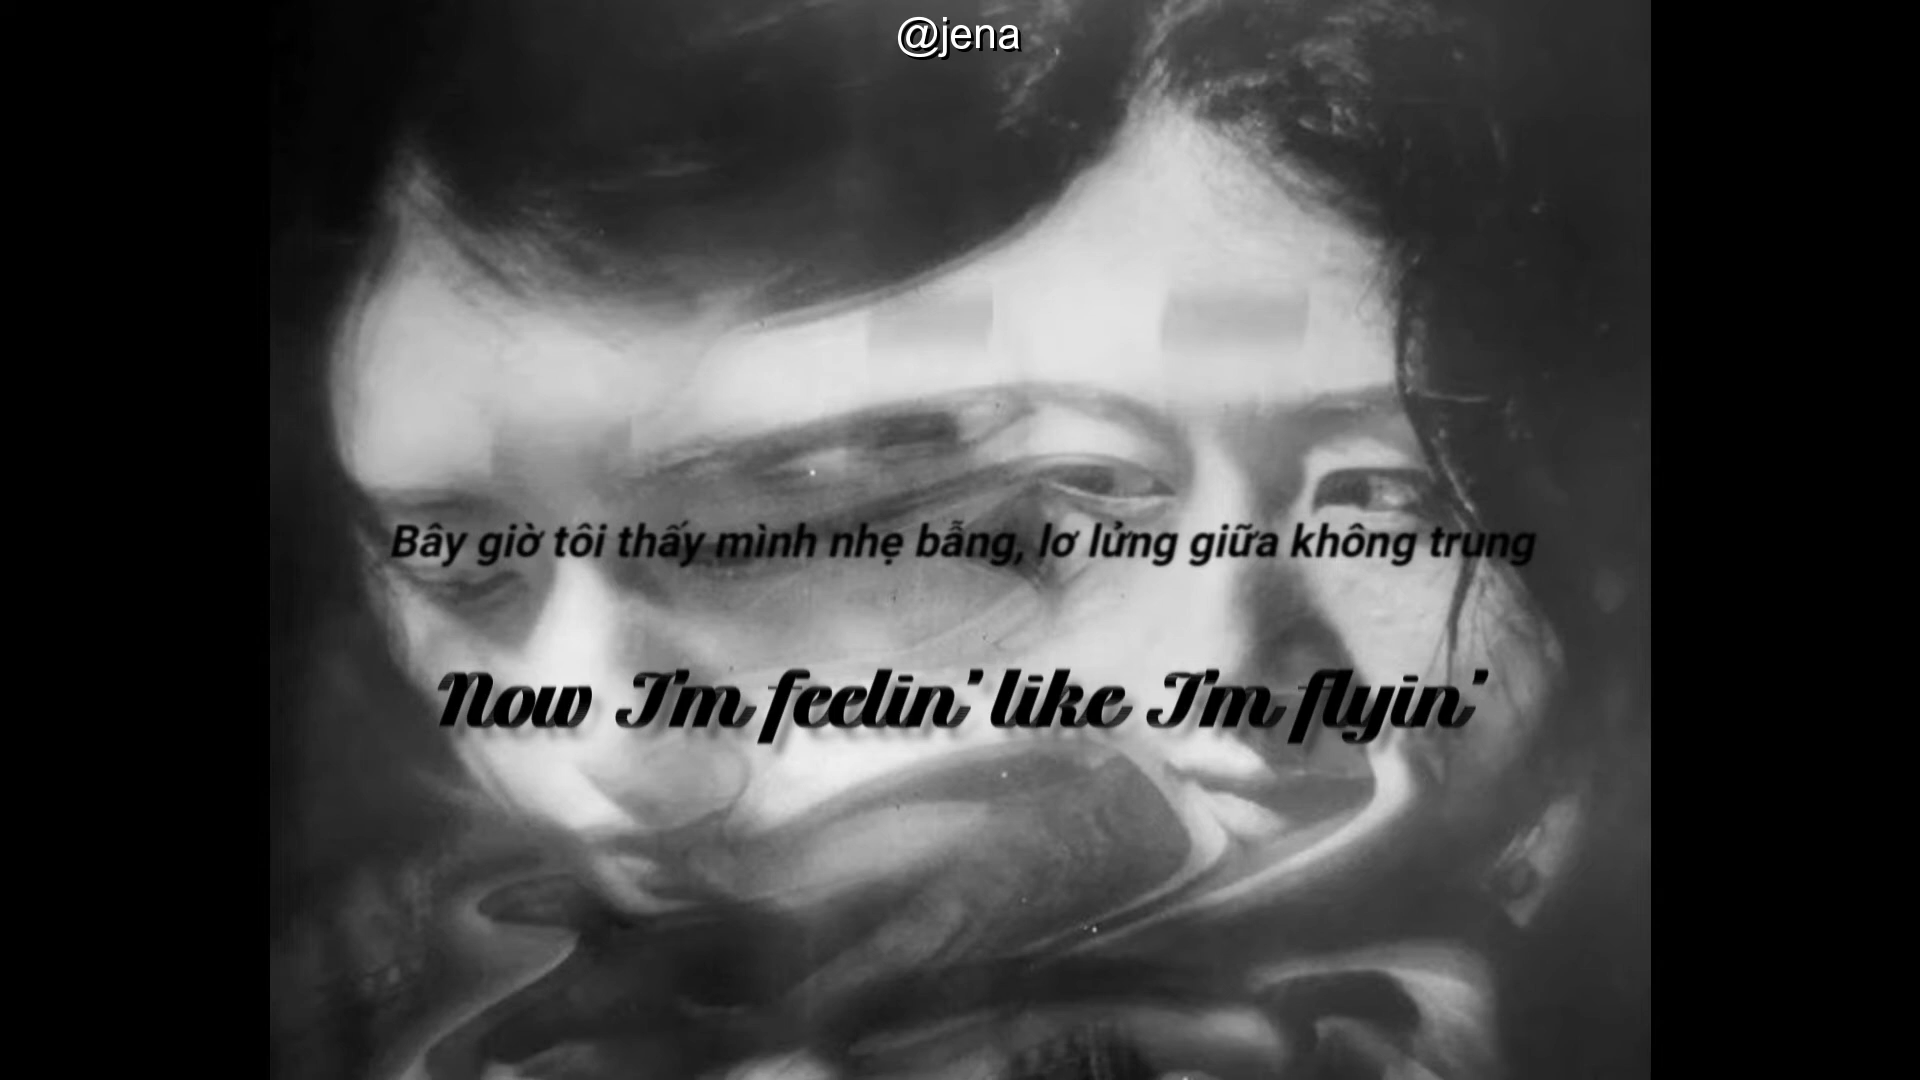 @jena
Bây giờ tôi thấy mình nhẹ bẫng, lơ lửng giữa không trung
Now I'm feelin' like I'm flyin'